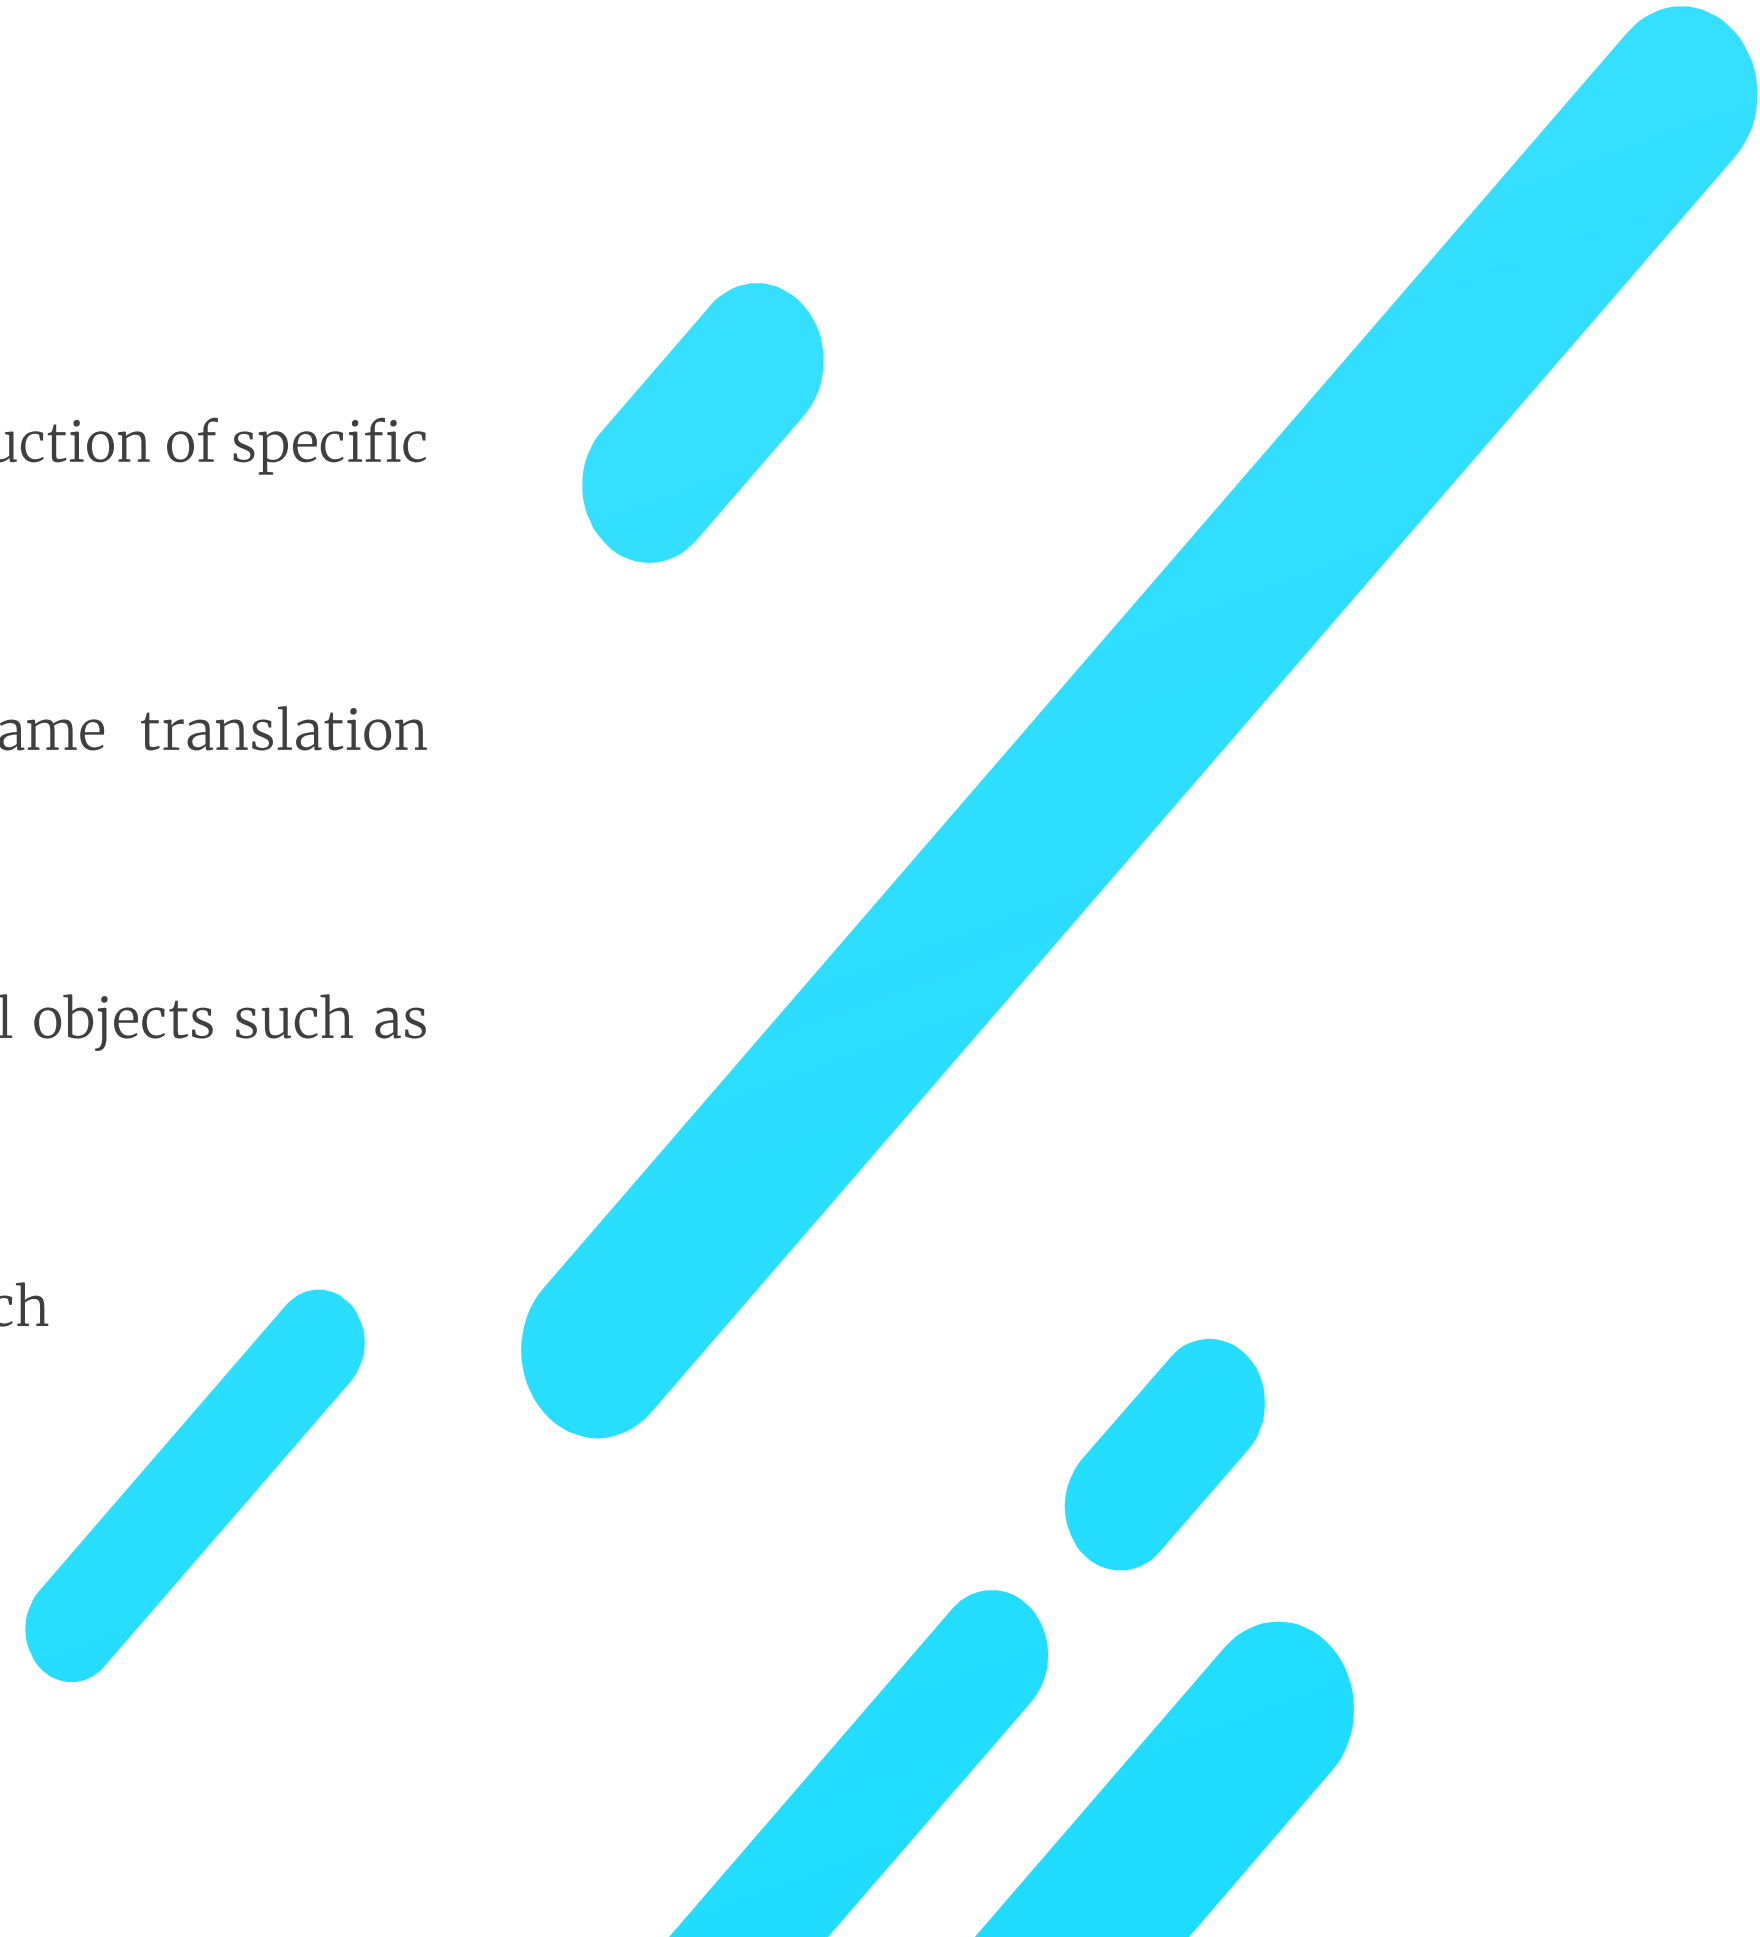 uction of specific
ame translation
l objects such as
ch